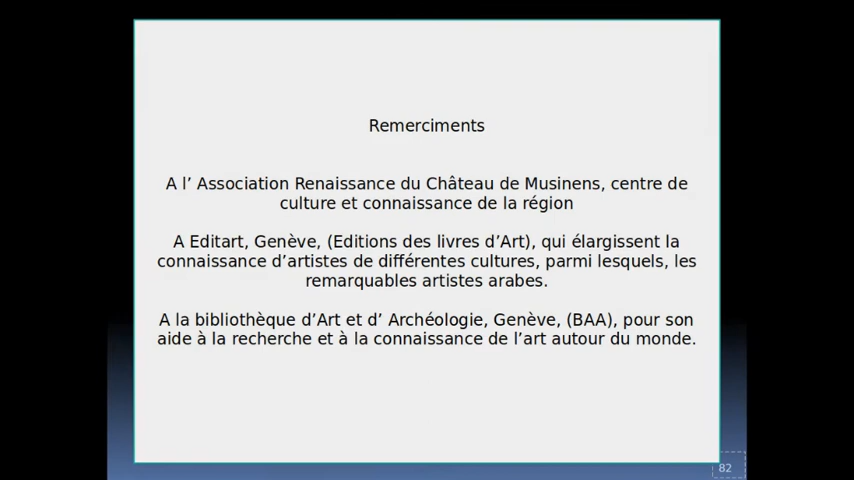 Remerciments
A l’ Association Renaissance du Château de Musinens, centre de
culture et connaissance de la région
A Editart, Genève, (Editions des livres d’Art), qui élargissent la
connaissance d’artistes de différentes cultures, parmi lesquels, les
remarquables artistes arabes.
A la bibliothèque d’Art et d’ Archéologie, Genève, (BAA), pour son
aide à la recherche et à la connaissance de l’art autour du monde.
82